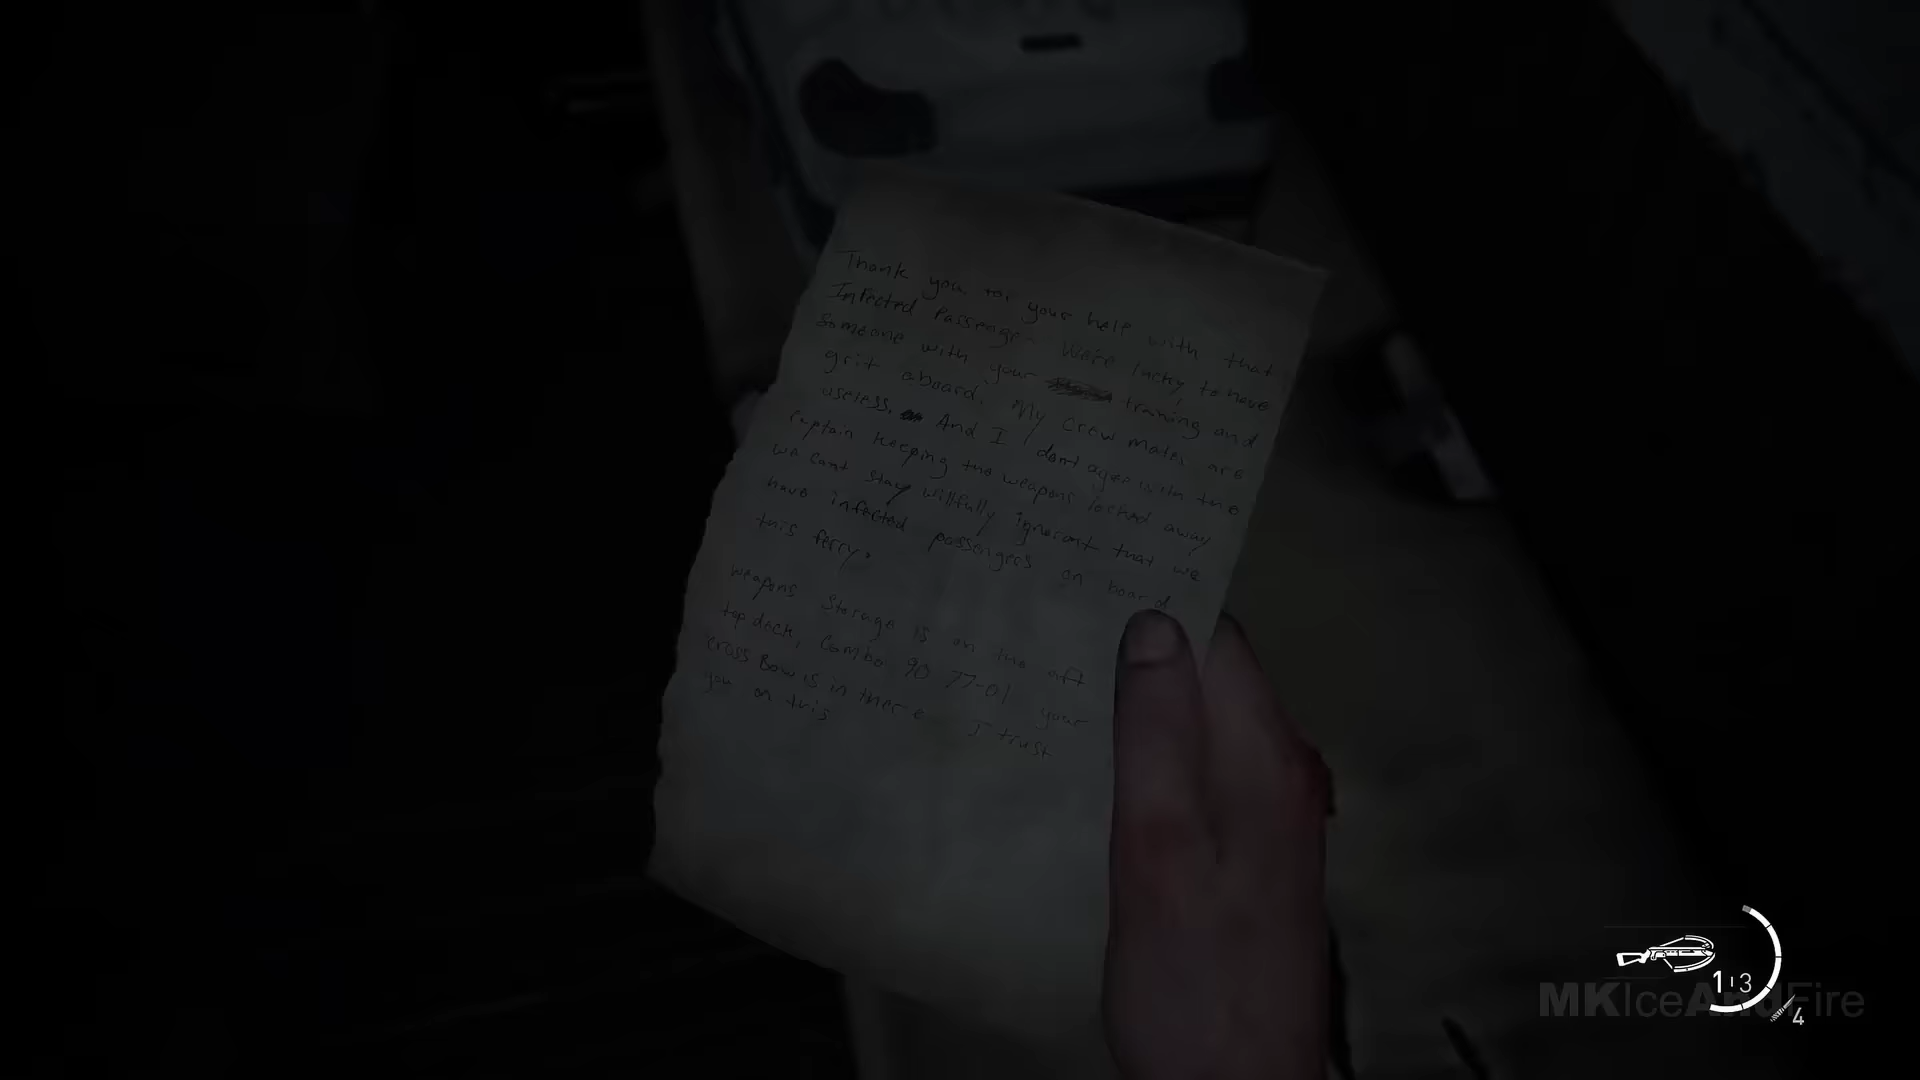 Thank you for your help with that
Infected Passenger. We're lucky to have
Someone with your training and
grit aboard. My Crew mates are
useless. And I dont agree with the
Captain Keeping the weapons locked away
we cant stay willfully ignorant that we
have infected passengers on board
this ferry.
weapons Storage is on the aft
top deck, Combo 90 77-01 your
cross Bow is in there I trust
you on this
1 3
4
MKIceAndFire